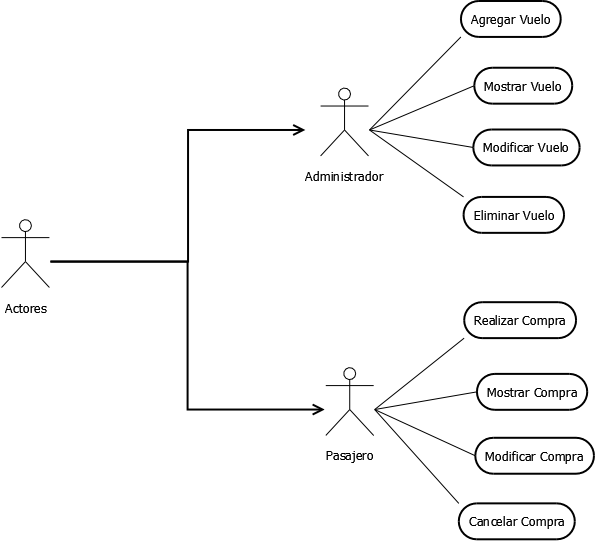 Agregar Vuelo
Mostrar Vuelo
Modificar Vuelo
Administrador
Eliminar Vuelo
Actores
Realizar Compra
Mostrar Compra
Pasajero
Modificar Compra
Cancelar Compra